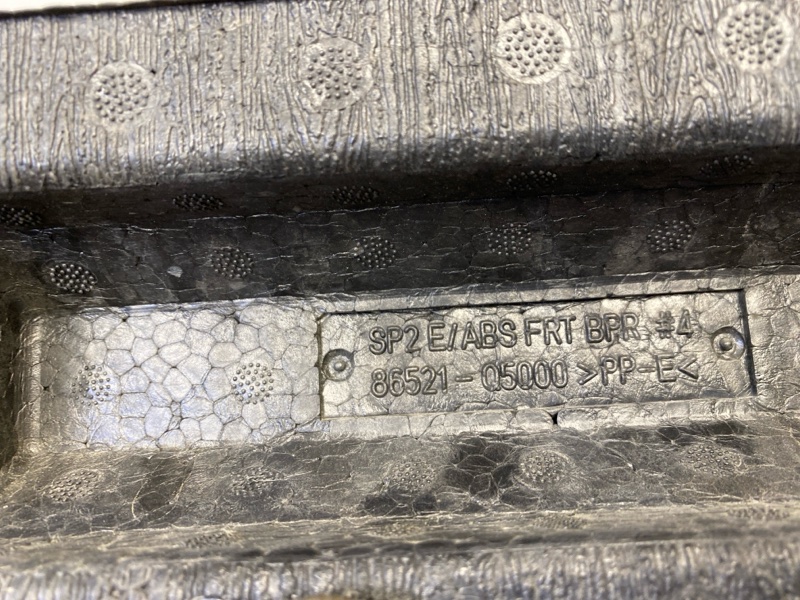 SP2 E/ABS FRT BPR #4
86521-Q5000 >PP-E<